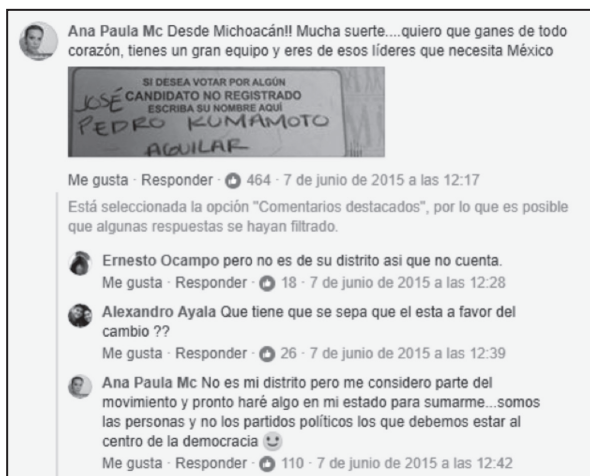 Ana Paula Mc Desde Michoacán!! Mucha suerte....quiero que ganes de todo
corazón, tienes un gran equipo y eres de esos líderes que necesita México
SI DESEA VOTAR POR ALGÚN
CANDIDATO NO REGISTRADO
ESCRIBA SU NOMBRE AQUÍ
JOSÉ
PEDRO KUMAMOTO
AGUILAR
Me gusta · Responder · 464 · 7 de junio de 2015 a las 12:17
Está seleccionada la opción "Comentarios destacados", por lo que es posible
que algunas respuestas se hayan filtrado.
Ernesto Ocampo pero no es de su distrito asi que no cuenta.
Me gusta · Responder · 18 · 7 de junio de 2015 a las 12:28
Alexandro Ayala Que tiene que se sepa que el esta a favor del
cambio ??
Me gusta · Responder · 26 · 7 de junio de 2015 a las 12:39
Ana Paula Mc No es mi distrito pero me considero parte del
movimiento y pronto haré algo en mi estado para sumarme...somos
las personas y no los partidos políticos los que debemos estar al
centro de la democracia
Me gusta · Responder · 110 · 7 de junio de 2015 a las 12:42